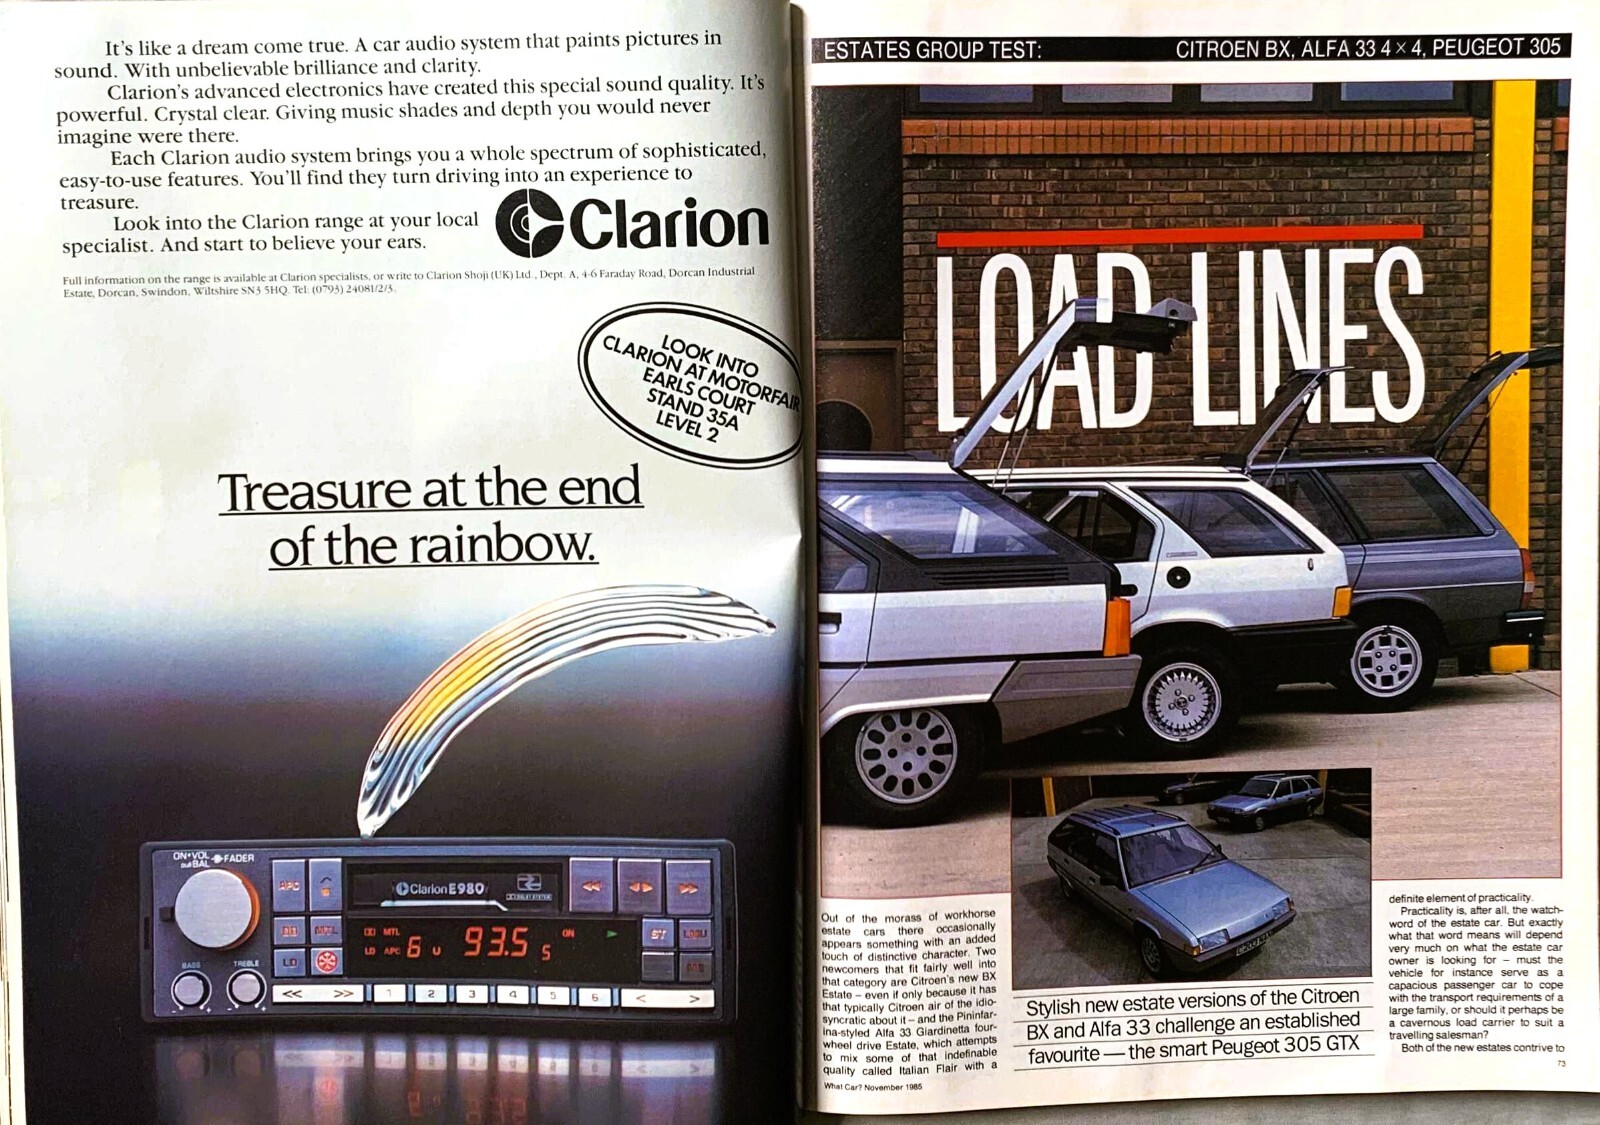 It's like a dream come true. A car audio system that paints pictures in
sound. With unbelievable brilliance and clarity.
Clarion's advanced electronics have created this special sound quality. It's
powerful. Crystal clear. Giving music shades and depth you would never
imagine were there.
Each Clarion audio system brings you a whole spectrum of sophisticated,
easy-to-use features. You'll find they turn driving into an experience to
treasure.
Look into the Clarion range at your local
specialist. And start to believe your ears.
Clarion
Full information on the range is available at Clarion specialists, or write to Clarion Shoji (UK) Ltd., Dept. A, 4-6 Faraday Road, Dorcan Industrial
Estate, Dorcan, Swindon, Wiltshire SN3 5HQ. Tel: (0793) 24081/2/3.
LOOK INTO
CLARION AT MOTORFAIR
EARLS COURT
STAND 35A
LEVEL 2
Treasure at the end
of the rainbow.
ON•VOL
BAL FADER
APC
Clarion E980
MTL
MTL ON
LO APC 6 93.5 5
ST
LO
BASS TREBLE
<< >> 1 2 3 4 5 6 < >
ESTATES GROUP TEST: CITROEN BX, ALFA 33 4 × 4, PEUGEOT 305
LOAD LINES
Out of the morass of workhorse
estate cars there occasionally
appears something with an added
touch of distinctive character. Two
newcomers that fit fairly well into
that category are Citroen's new BX
Estate – even if only because it has
that typically Citroen air of the idio-
syncratic about it – and the Pininfar-
ina-styled Alfa 33 Giardinetta four-
wheel drive Estate, which attempts
to mix some of that indefinable
quality called Italian Flair with a
Stylish new estate versions of the Citroen
BX and Alfa 33 challenge an established
favourite — the smart Peugeot 305 GTX
definite element of practicality.
Practicality is, after all, the watch-
word of the estate car. But exactly
what that word means will depend
very much on what the estate car
owner is looking for – must the
vehicle for instance serve as a
capacious passenger car to cope
with the transport requirements of a
large family, or should it perhaps be
a cavernous load carrier to suit a
travelling salesman?
Both of the new estates contrive to
What Car? November 1985
73